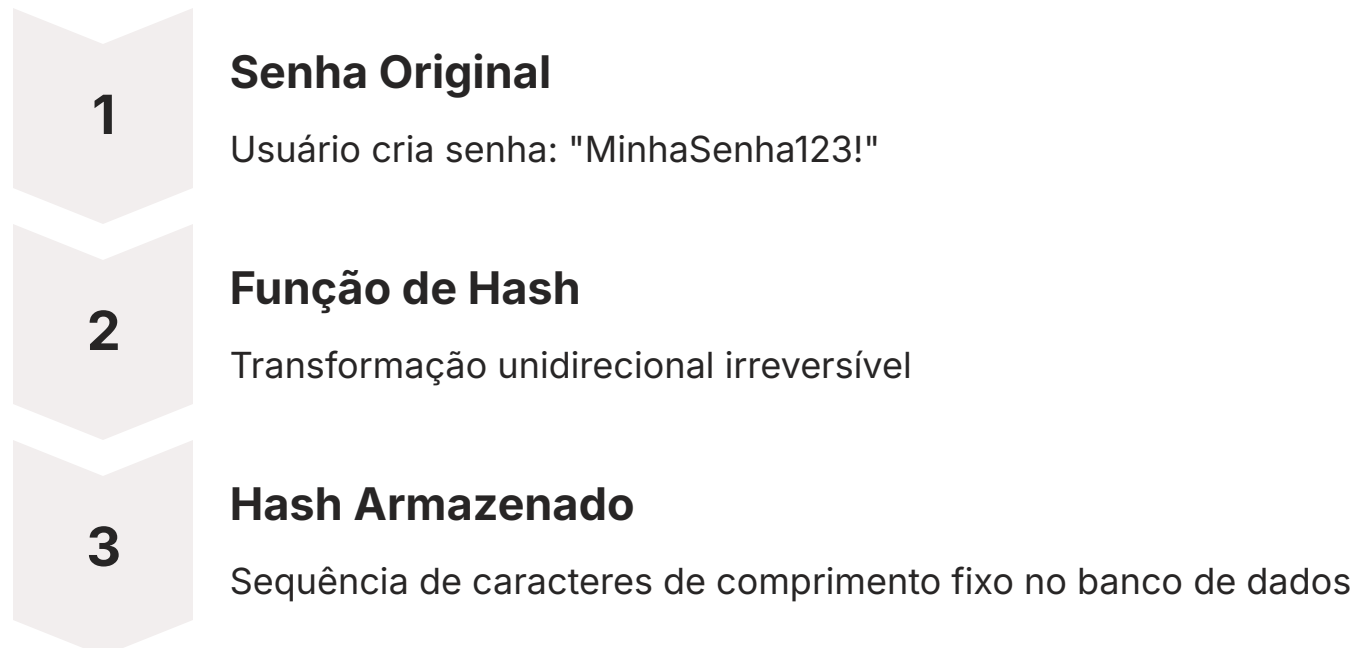 1
Senha Original
Usuário cria senha: "MinhaSenha123!"
2
Função de Hash
Transformação unidirecional irreversível
3
Hash Armazenado
Sequência de caracteres de comprimento fixo no banco de dados